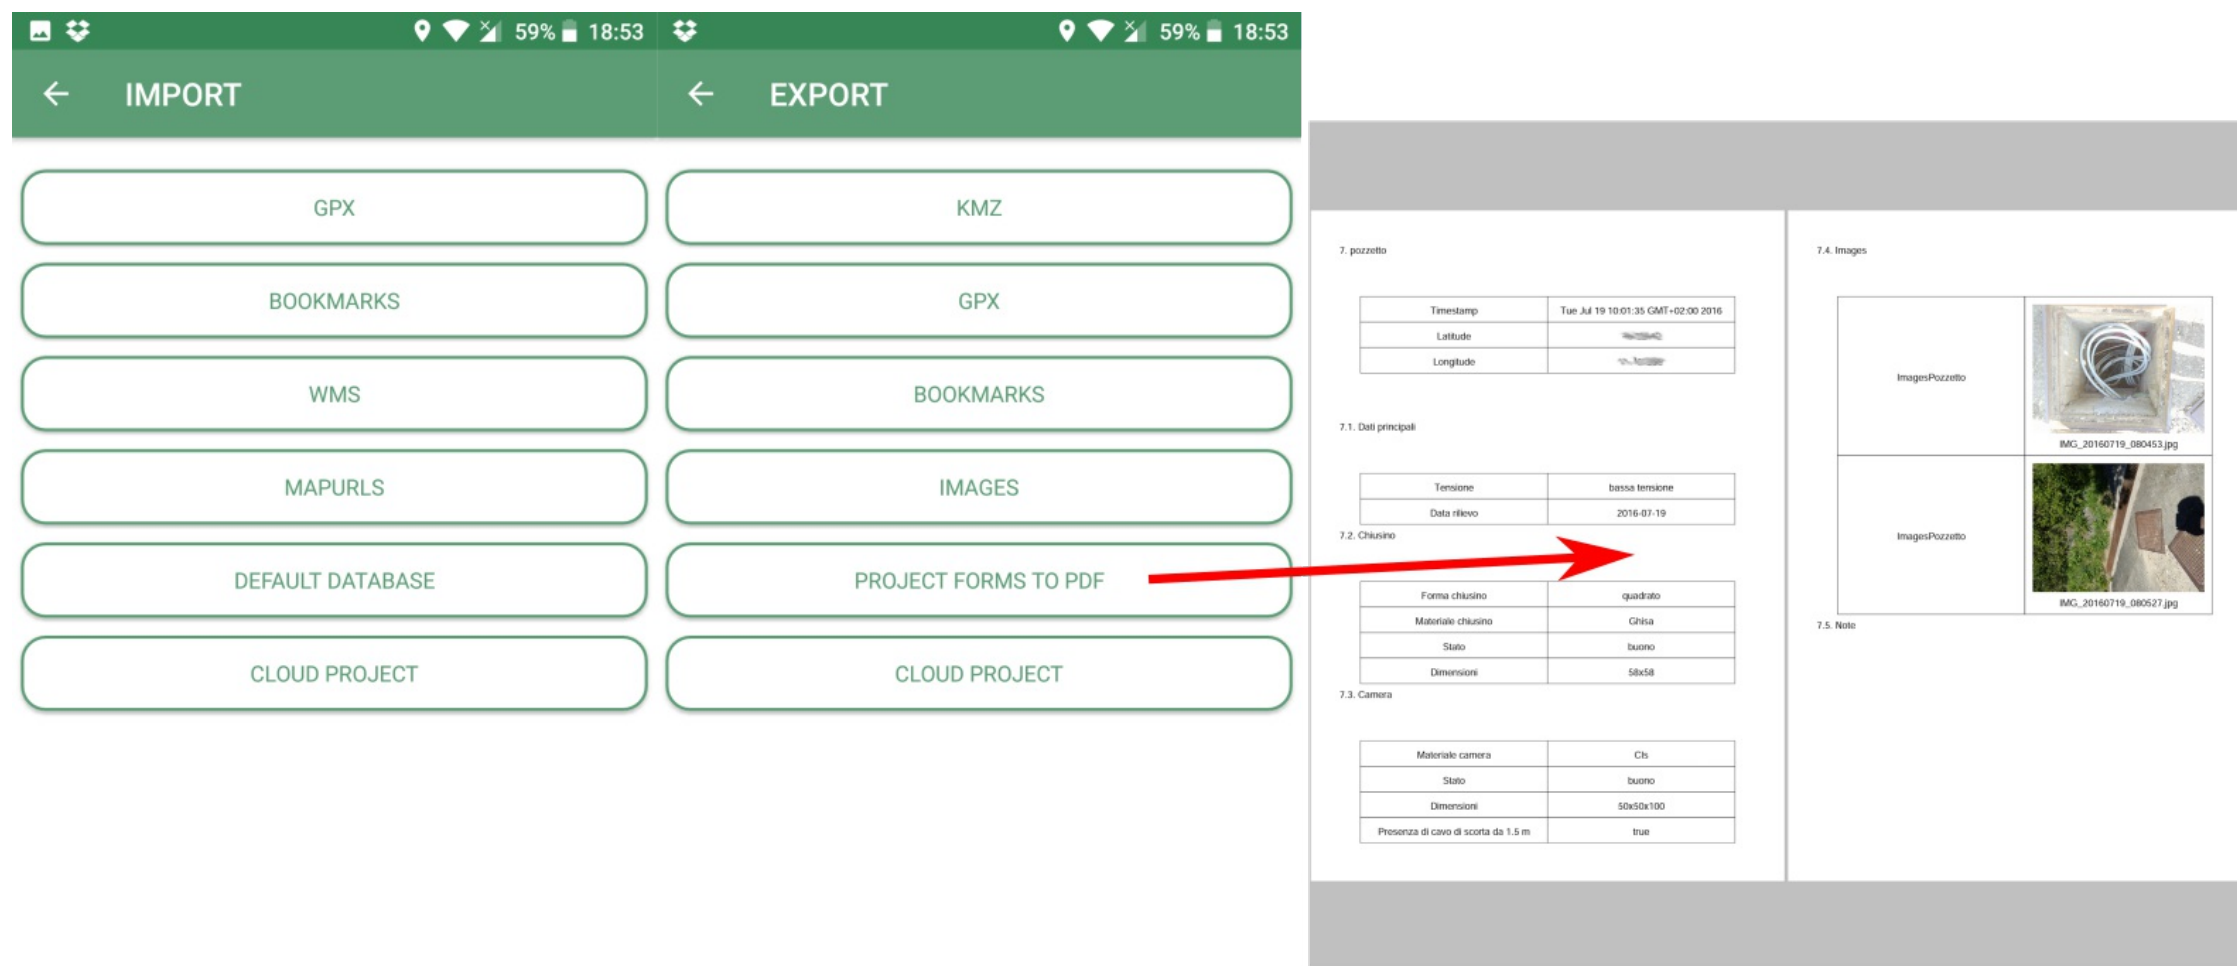 59% 18:53
IMPORT
GPX
BOOKMARKS
WMS
MAPURLS
DEFAULT DATABASE
CLOUD PROJECT
59% 18:53
EXPORT
KMZ
GPX
BOOKMARKS
IMAGES
PROJECT FORMS TO PDF
CLOUD PROJECT
7. pozzetto
Timestamp Tue Jul 19 10:01:35 GMT+02:00 2016
Latitude
Longitude
7.1. Dati principali
Tensione bassa tensione
Data rilievo 2016-07-19
7.2. Chiusino
Forma chiusino quadrato
Materiale chiusino Ghisa
Stato buono
Dimensioni 58x58
7.3. Camera
Materiale camera Cls
Stato buono
Dimensioni 50x50x100
Presenza di cavo di scorta da 1.5 m true
7.4. Images
ImagesPozzetto
IMG_20160719_080453.jpg
ImagesPozzetto
IMG_20160719_080527.jpg
7.5. Note